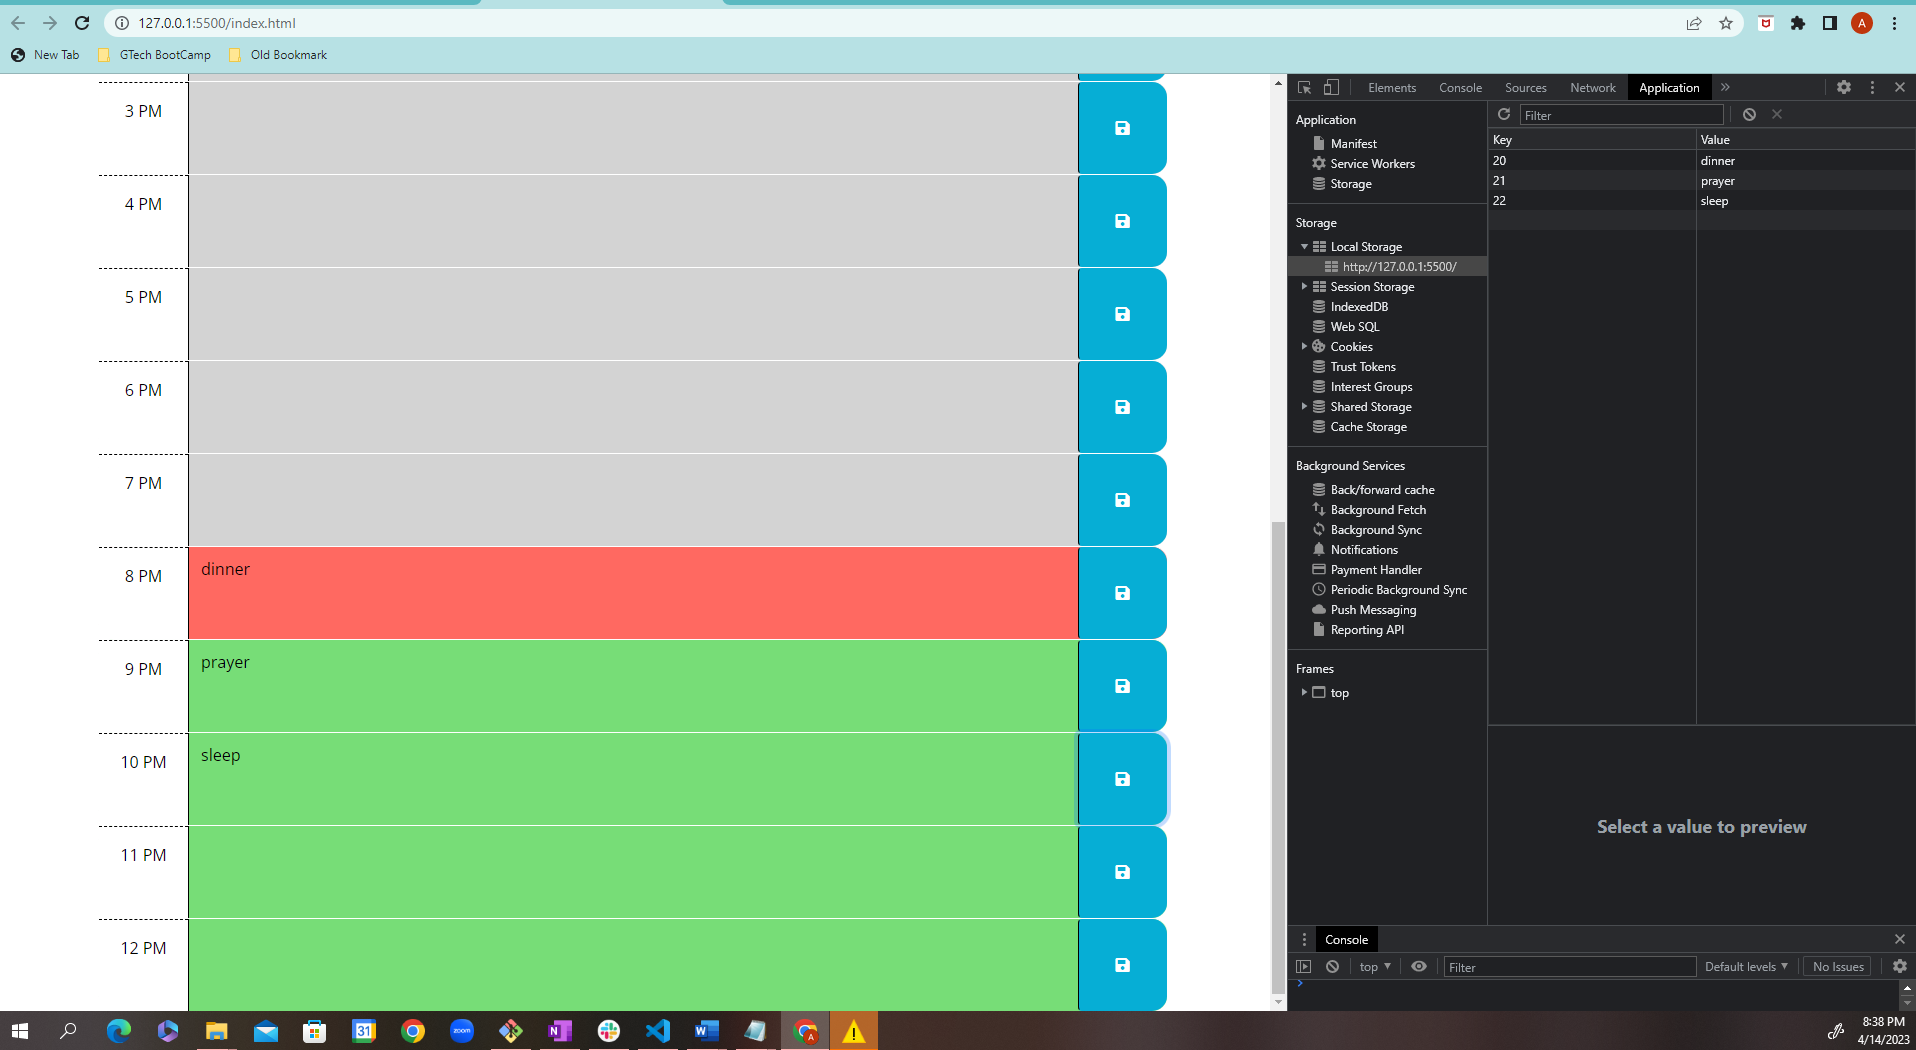 127.0.0.1:5500/index.html
A
New Tab
GTech BootCamp
Old Bookmark
3 PM
4 PM
5 PM
6 PM
7 PM
8 PM
dinner
9 PM
prayer
10 PM
sleep
11 PM
12 PM
Elements
Console
Sources
Network
Application
Application
Manifest
Service Workers
Storage
Storage
Local Storage
http://127.0.0.1:5500/
Session Storage
IndexedDB
Web SQL
Cookies
Trust Tokens
Interest Groups
Shared Storage
Cache Storage
Background Services
Back/forward cache
Background Fetch
Background Sync
Notifications
Payment Handler
Periodic Background Sync
Push Messaging
Reporting API
Frames
top
Filter
Key Value
20 dinner
21 prayer
22 sleep
Select a value to preview
Console
top
Filter
Default levels
No Issues
31
zoom
N
W
A
8:38 PM
4/14/2023